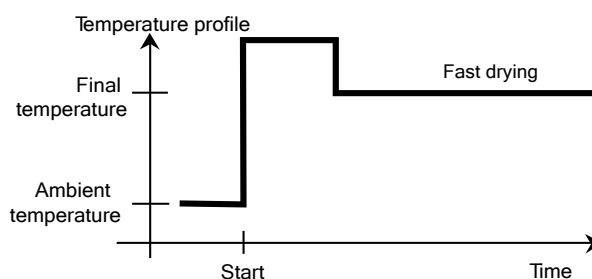 Temperature profile
Final
temperature
Fast drying
Ambient
temperature
Start
Time